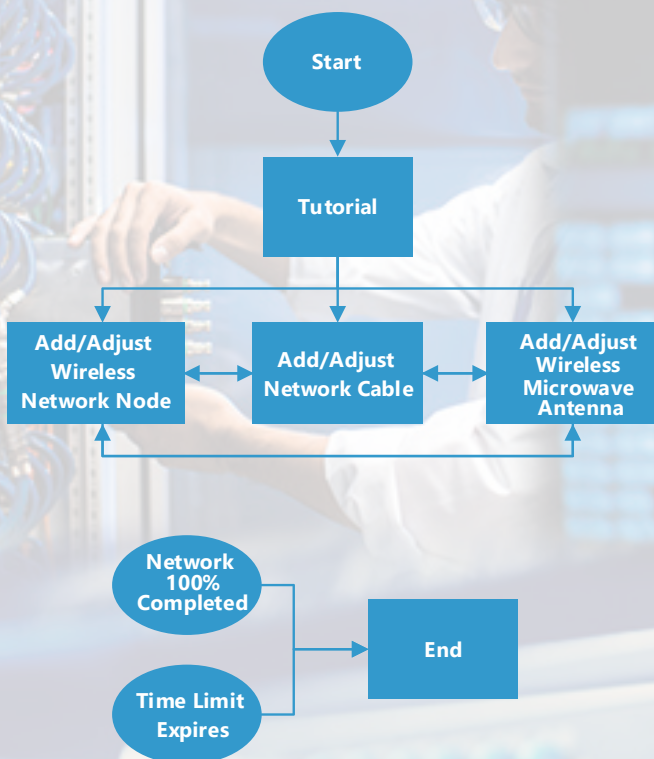 Start
Tutorial
Add/Adjust
Wireless
Network Node
Add/Adjust
Network Cable
Add/Adjust
Wireless
Microwave
Antenna
Network
100%
Completed
End
Time Limit
Expires